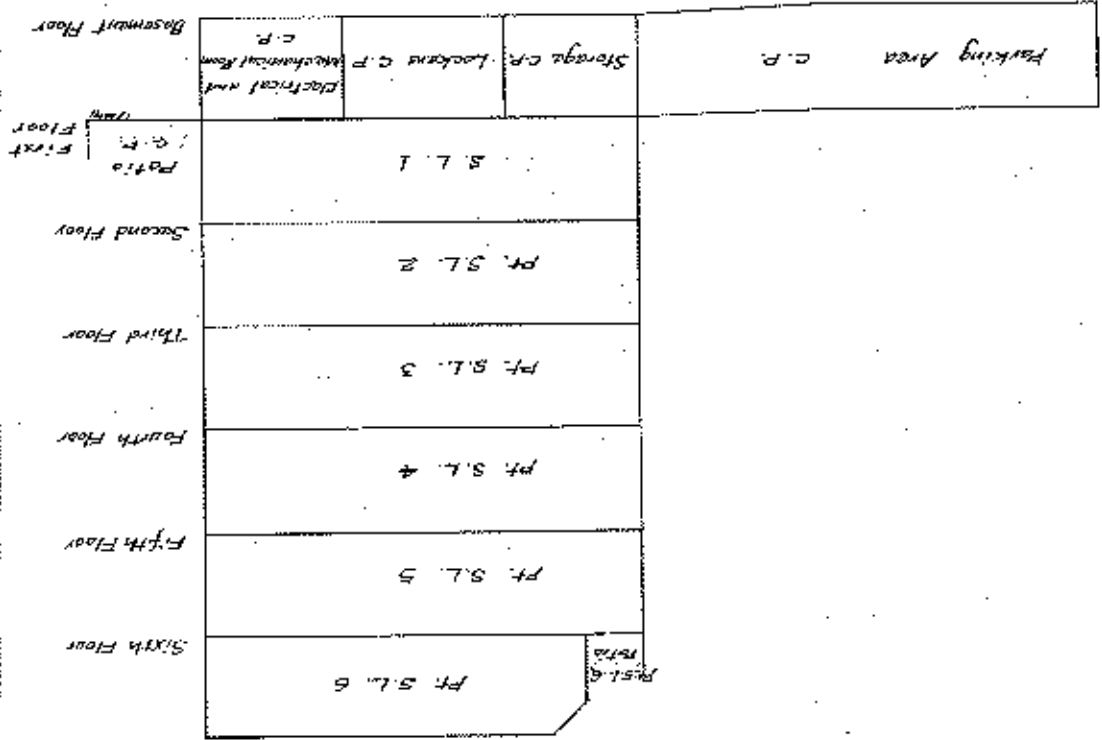 Pt. S.L. 6
Pt. S.L. 6
Patio
Sixth Floor
Pt. S.L. 5
Fifth Floor
Pt. S.L. 4
Fourth Floor
Pt. S.L. 3
Third Floor
Pt. S.L. 2
Second Floor
S.L. 1
Patio
C.P.
First
Floor
Parking Area C.P.
Storage C.P.
Lockers C.P.
Electrical and
Mechanical Room
C.P.
Basement Floor